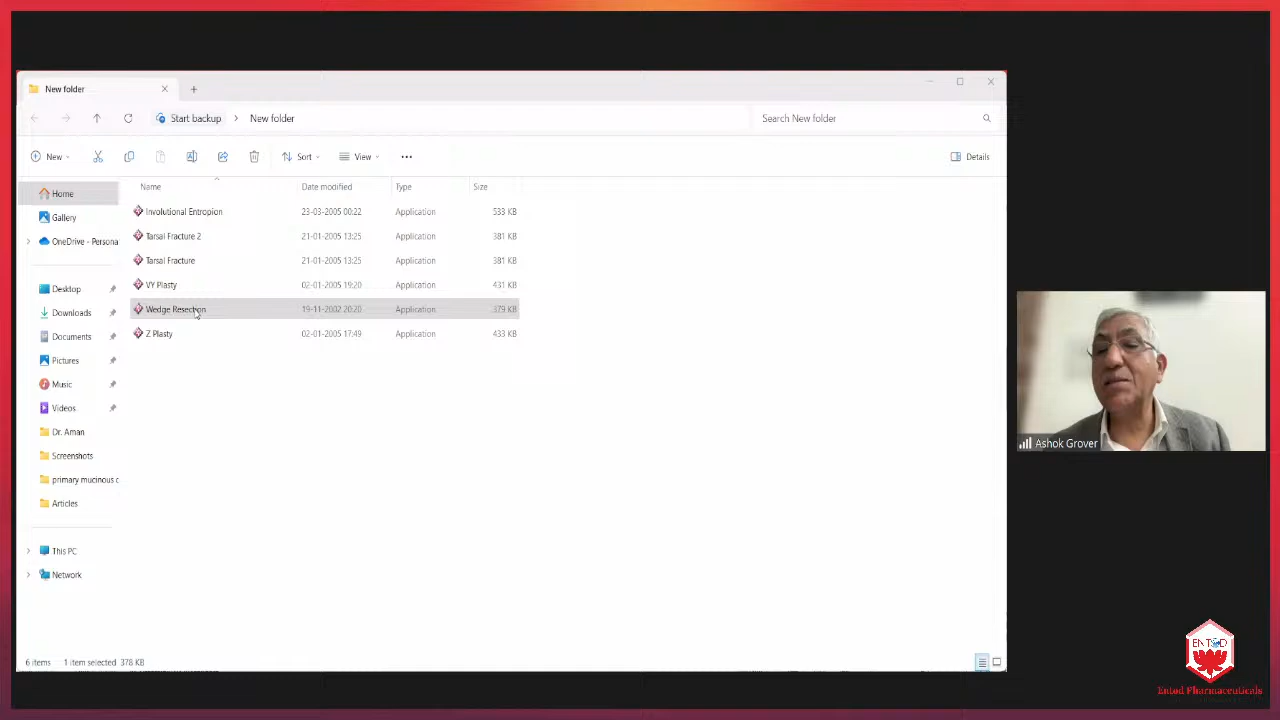 New folder
Start backup > New folder
Search New folder
New
Sort
View
Details
Name Date modified Type Size
Involutional Entropion 23-03-2005 00:22 Application 533 KB
Tarsal Fracture 2 21-01-2005 13:25 Application 381 KB
Tarsal Fracture 21-01-2005 13:25 Application 381 KB
VY Plasty 02-01-2005 19:20 Application 431 KB
Wedge Resection 19-11-2002 20:20 Application 379 KB
Z Plasty 02-01-2005 17:49 Application 433 KB
Home
Gallery
OneDrive - Persona
Desktop
Downloads
Documents
Pictures
Music
Videos
Dr. Aman
Screenshots
primary mucinous c
Articles
This PC
Network
6 items 1 item selected 378 KB
Ashok Grover
ENTOD
Entod Pharmaceuticals